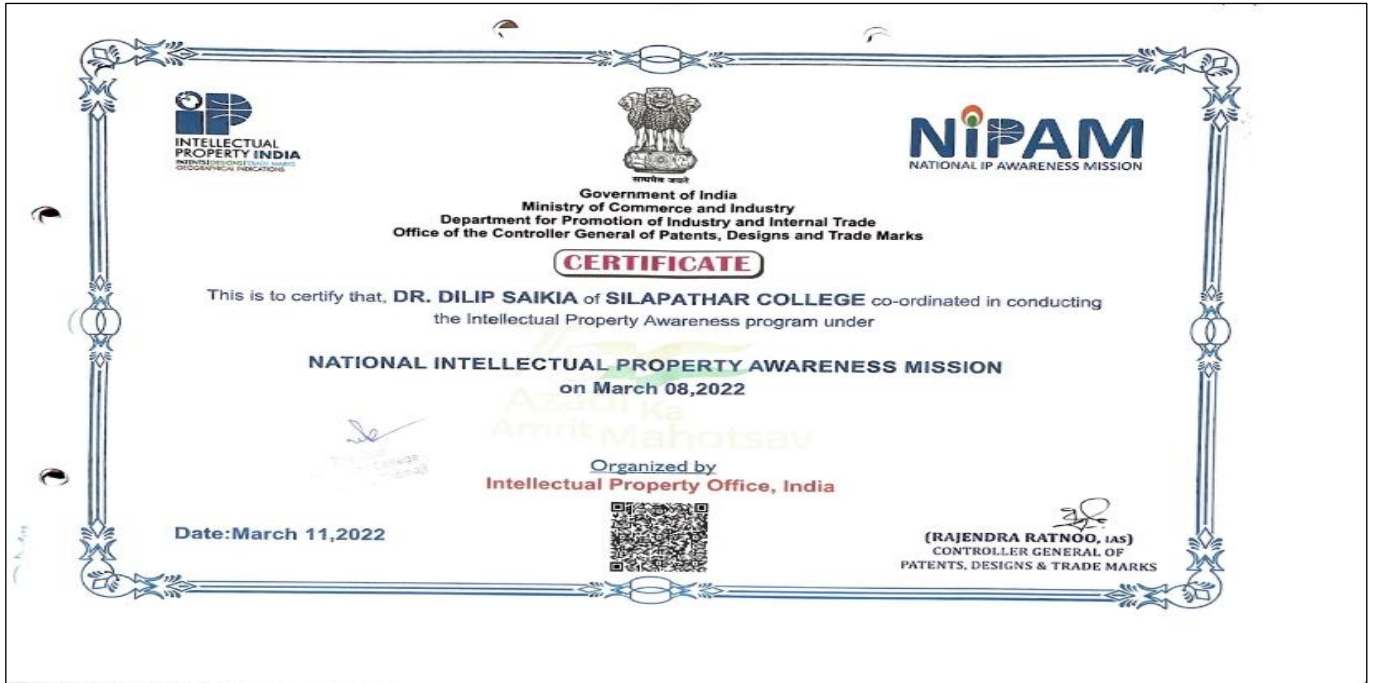 INTELLECTUAL
PROPERTY INDIA
PATENTS | DESIGNS | TRADE MARKS
GEOGRAPHICAL INDICATIONS
सत्यमेव जयते
NiPAM
NATIONAL IP AWARENESS MISSION
Government of India
Ministry of Commerce and Industry
Department for Promotion of Industry and Internal Trade
Office of the Controller General of Patents, Designs and Trade Marks
CERTIFICATE
This is to certify that, DR. DILIP SAIKIA of SILAPATHAR COLLEGE co-ordinated in conducting
the Intellectual Property Awareness program under
NATIONAL INTELLECTUAL PROPERTY AWARENESS MISSION
on March 08,2022
Azadi Ka
Amrit Mahotsav
College
Organized by
Intellectual Property Office, India
Date:March 11,2022
(RAJENDRA RATNOO, IAS)
CONTROLLER GENERAL OF
PATENTS, DESIGNS & TRADE MARKS